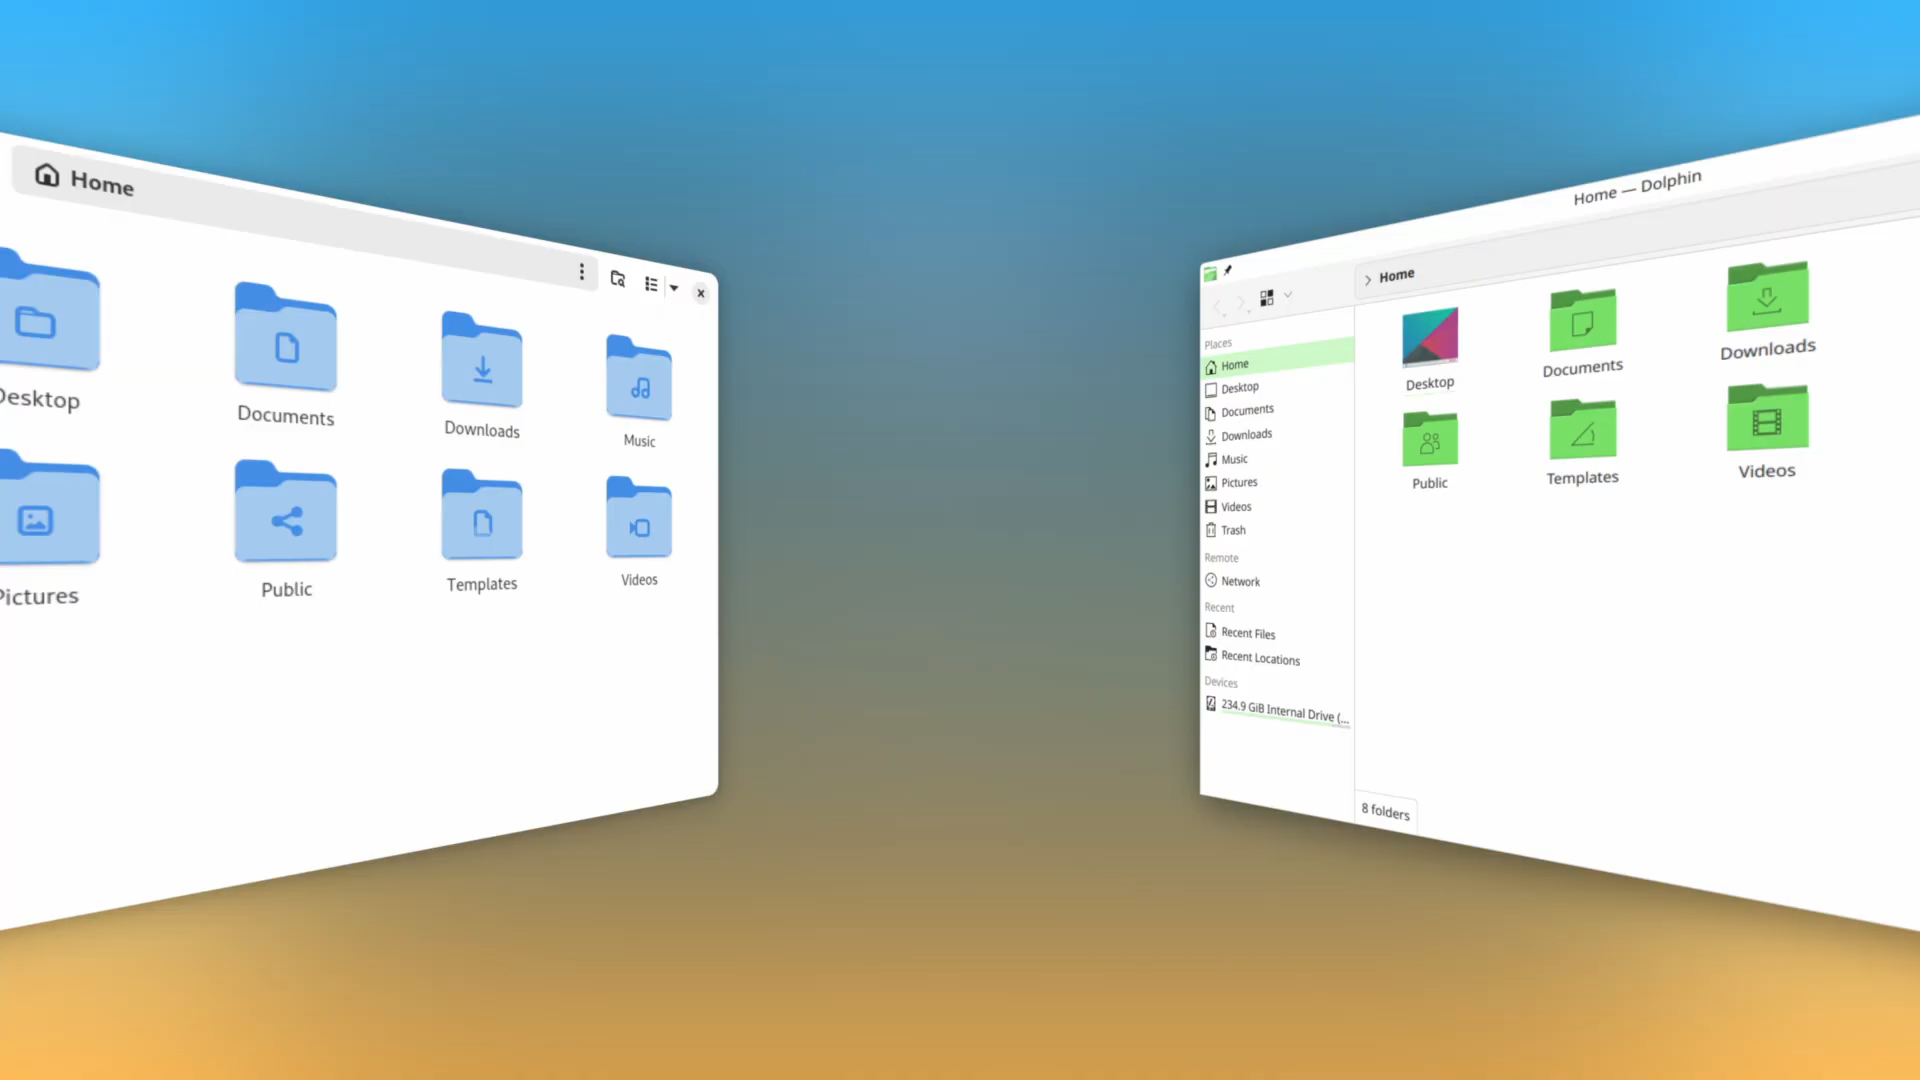 Home
Desktop
Documents
Downloads
Music
Pictures
Public
Templates
Videos
Home — Dolphin
Home
Places
Home
Desktop
Documents
Downloads
Music
Pictures
Videos
Trash
Remote
Network
Recent
Recent Files
Recent Locations
Devices
234.9 GiB Internal Drive (...
Desktop
Documents
Downloads
Public
Templates
Videos
8 folders